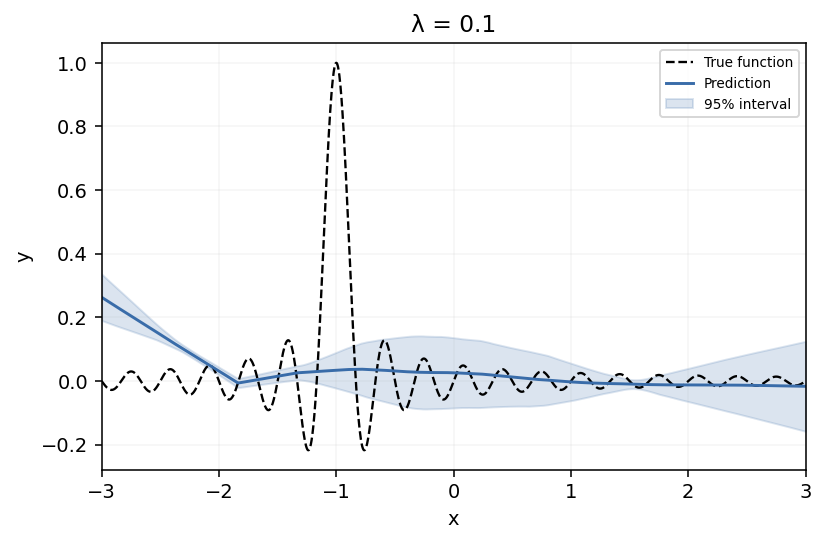 λ = 0.1
True function
Prediction
95% interval
y
1.0
0.8
0.6
0.4
0.2
0.0
−0.2
−3
−2
−1
0
1
2
3
x